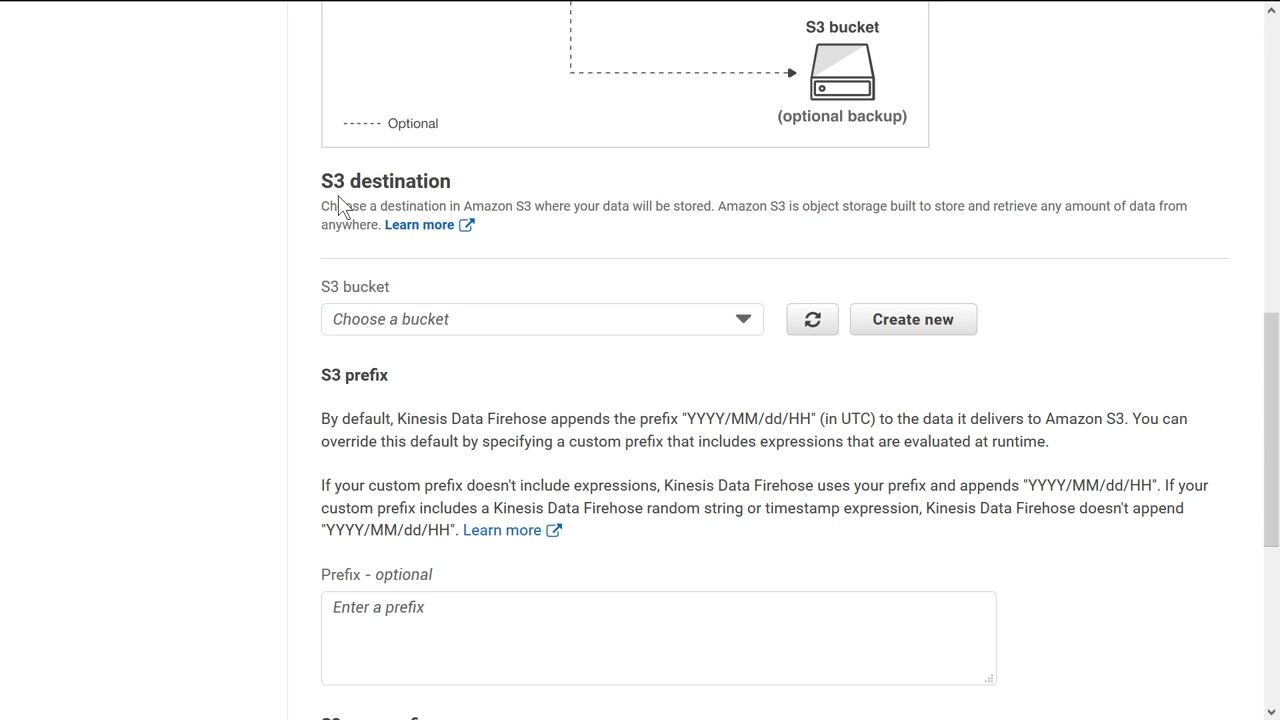 S3 bucket
(optional backup)
Optional
S3 destination
Choose a destination in Amazon S3 where your data will be stored. Amazon S3 is object storage built to store and retrieve any amount of data from
anywhere. Learn more
S3 bucket
Choose a bucket
Create new
S3 prefix
By default, Kinesis Data Firehose appends the prefix "YYYY/MM/dd/HH" (in UTC) to the data it delivers to Amazon S3. You can
override this default by specifying a custom prefix that includes expressions that are evaluated at runtime.
If your custom prefix doesn't include expressions, Kinesis Data Firehose uses your prefix and appends "YYYY/MM/dd/HH". If your
custom prefix includes a Kinesis Data Firehose random string or timestamp expression, Kinesis Data Firehose doesn't append
"YYYY/MM/dd/HH". Learn more
Prefix - optional
Enter a prefix